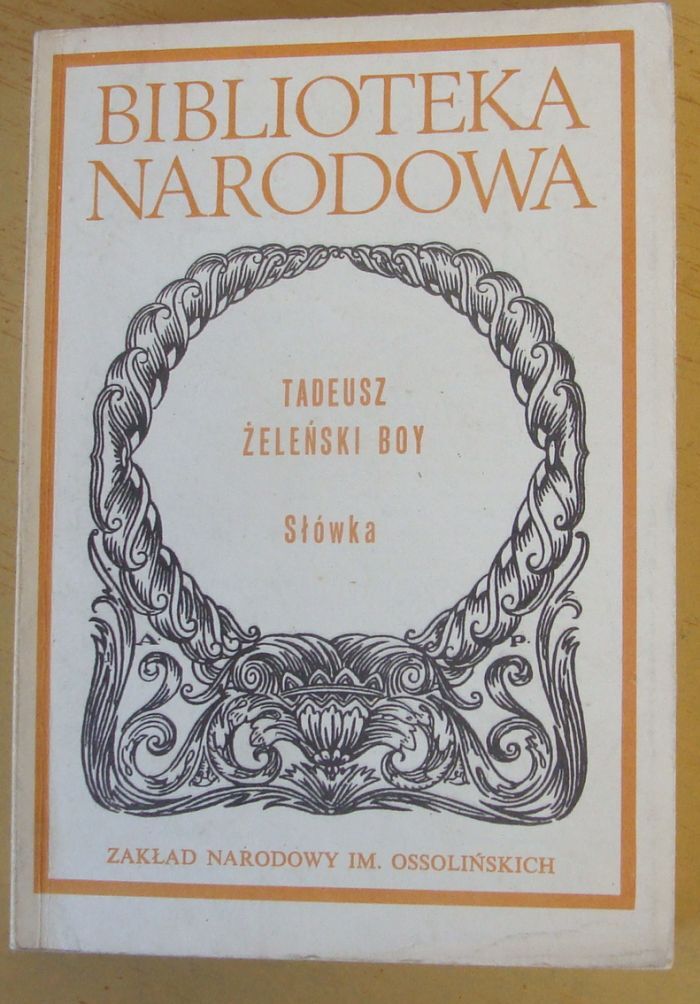 BIBLIOTEKA
NARODOWA
TADEUSZ
ŻELEŃSKI BOY
Słówka
A. P.
ZAKŁAD NARODOWY IM. OSSOLIŃSKICH